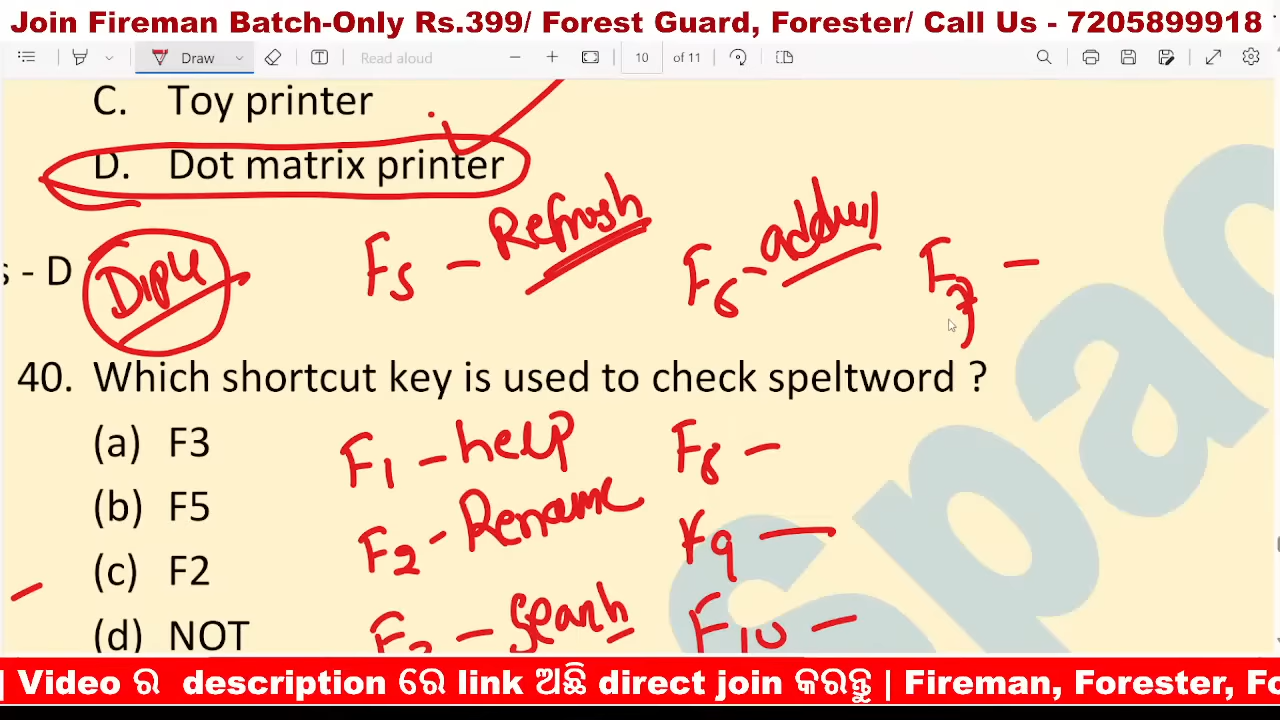 Join Fireman Batch-Only Rs.399/ Forest Guard, Forester/ Call Us - 7205899918
Draw
Read aloud
10 of 11
C. Toy printer
D. Dot matrix printer
s - D
F5 - Refresh
F6 - 
F7 -
40. Which shortcut key is used to check speltword ?
(a) F3
F1 - help
F8 -
(b) F5
F2 - Rename
F9 -
(c) F2
(d) NOT
F3 - Search
F10 -
| Video ର description ରେ link ଅଛି direct join କରନ୍ତୁ | Fireman, Forester, Fo